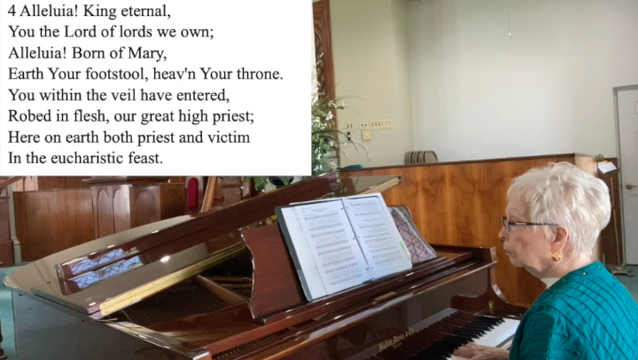 4 Alleluia! King eternal,
You the Lord of lords we own;
Alleluia! Born of Mary,
Earth Your footstool, heav'n Your throne.
You within the veil have entered,
Robed in flesh, our great high priest;
Here on earth both priest and victim
In the eucharistic feast.